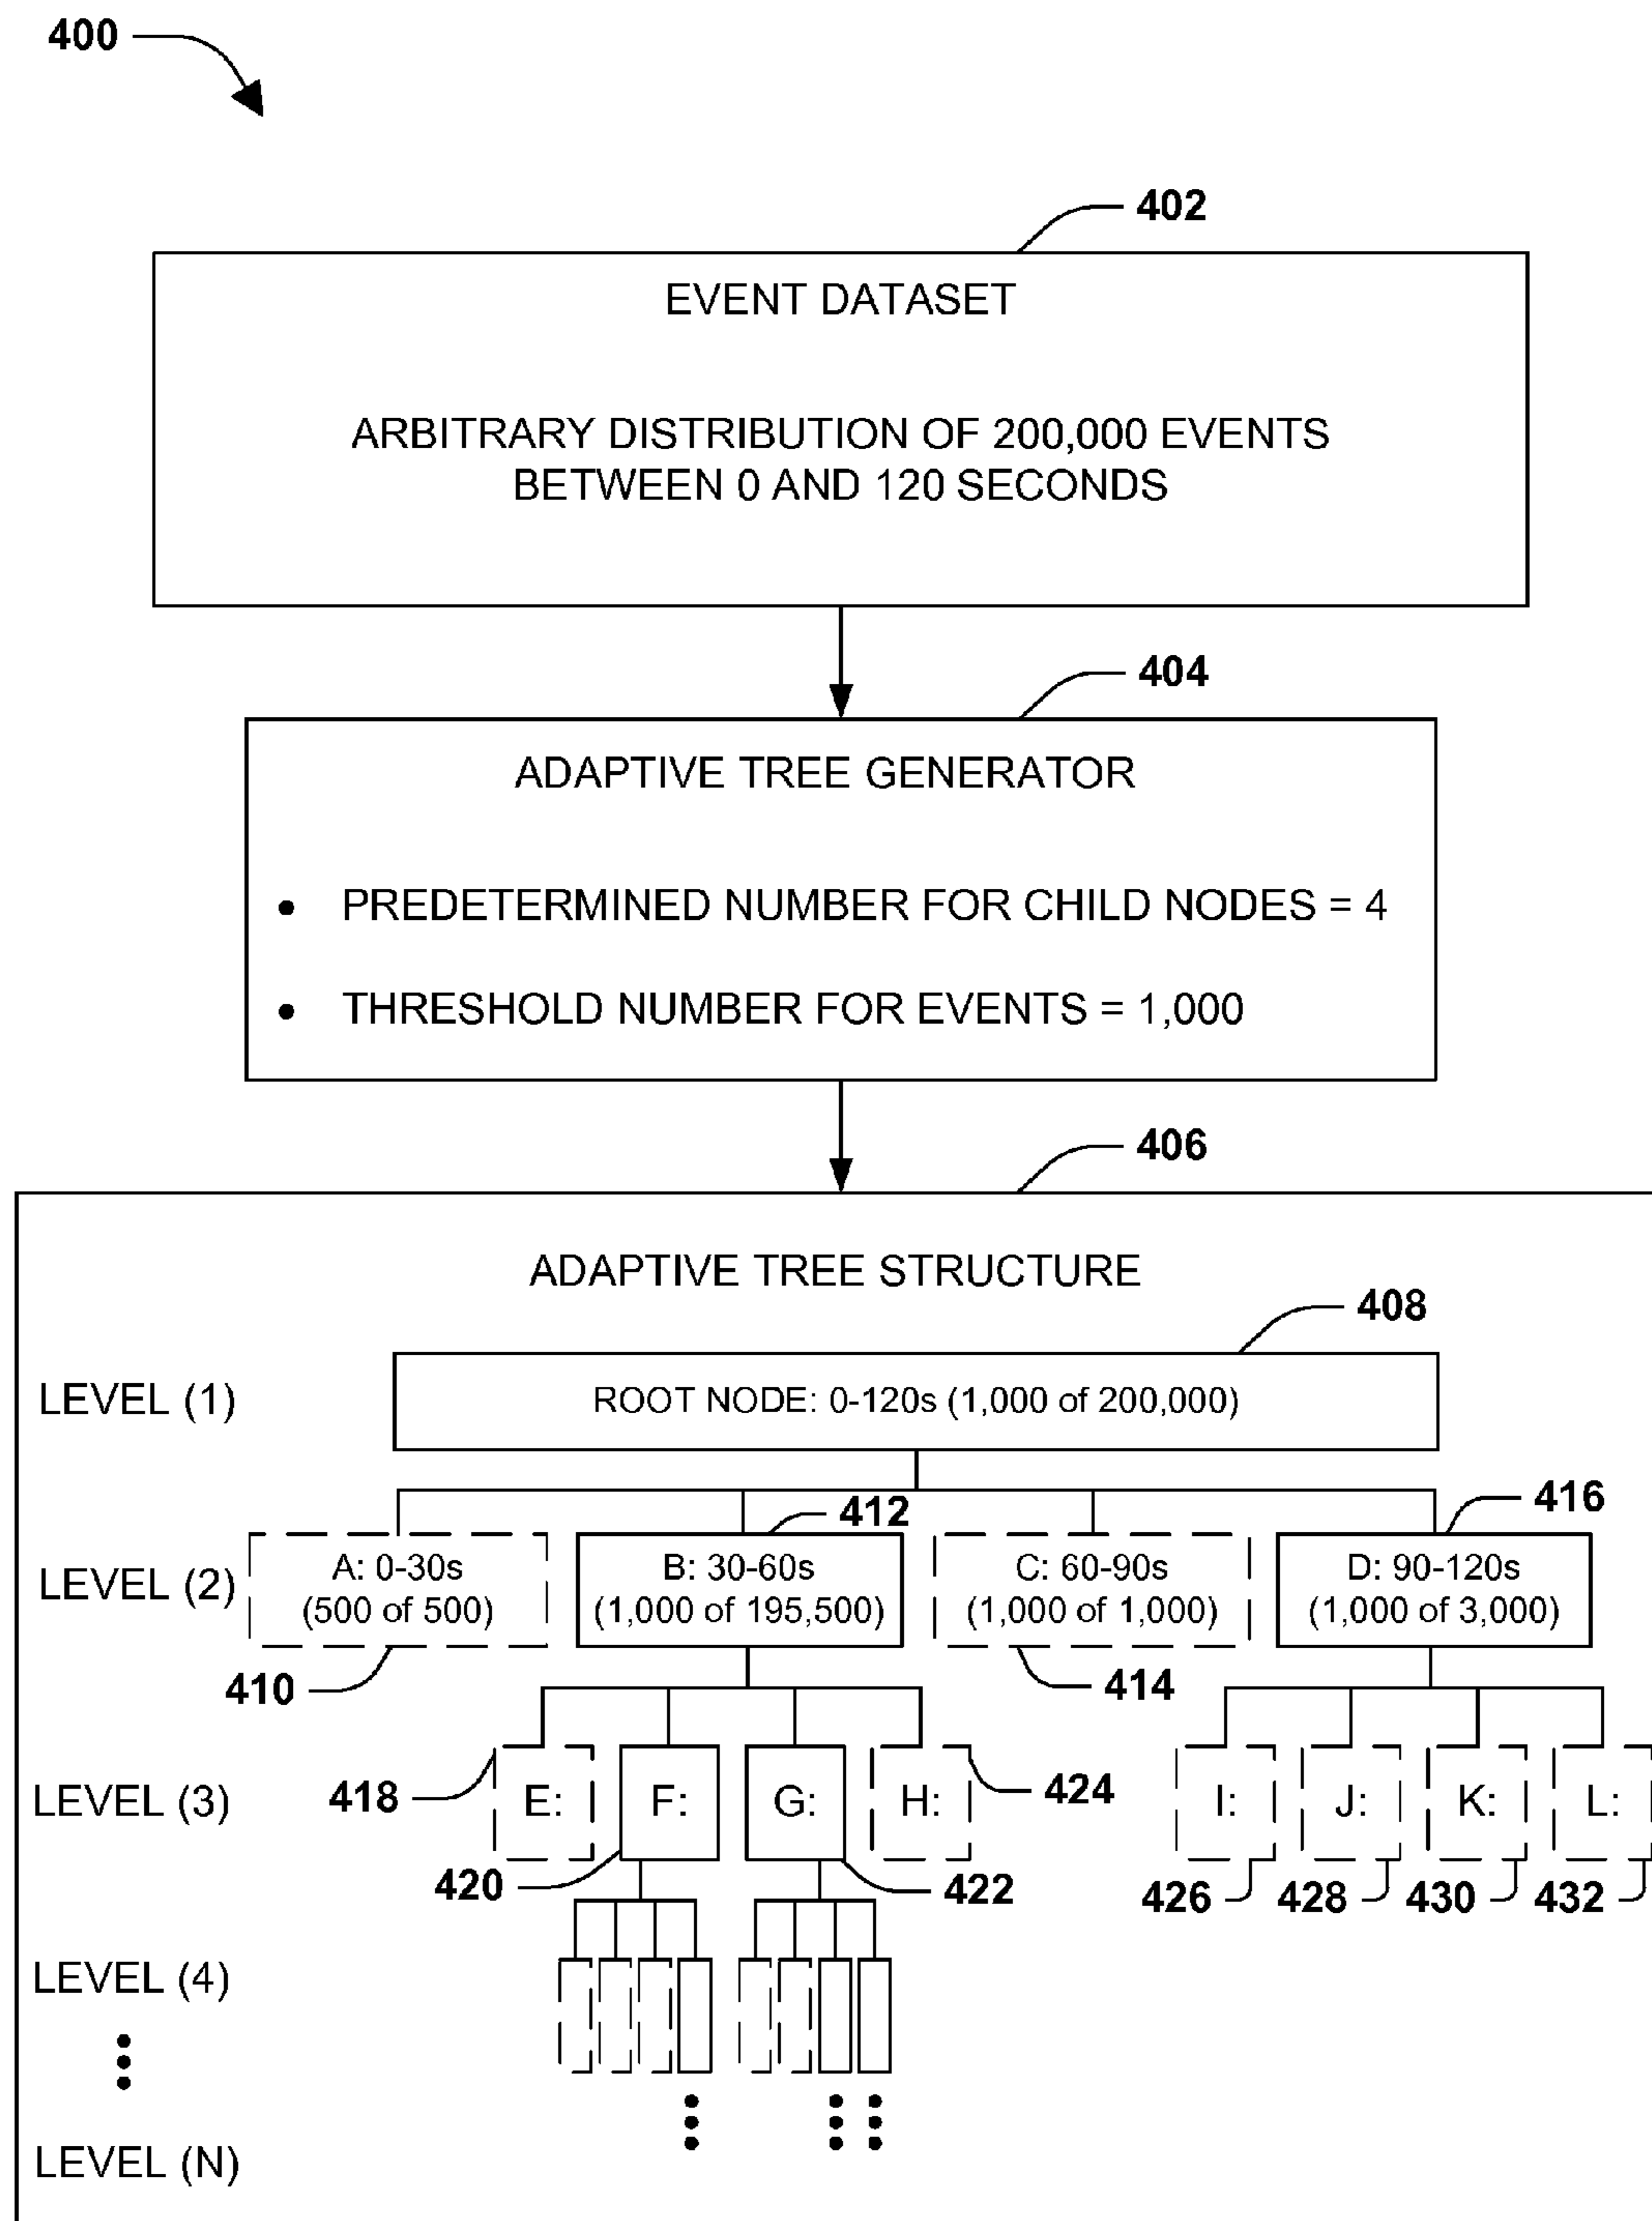 400
402
EVENT DATASET
ARBITRARY DISTRIBUTION OF 200,000 EVENTS
BETWEEN 0 AND 120 SECONDS
404
ADAPTIVE TREE GENERATOR
• PREDETERMINED NUMBER FOR CHILD NODES = 4
• THRESHOLD NUMBER FOR EVENTS = 1,000
406
ADAPTIVE TREE STRUCTURE
408
LEVEL (1)
ROOT NODE: 0-120s (1,000 of 200,000)
412
416
LEVEL (2)
A: 0-30s
(500 of 500)
B: 30-60s
(1,000 of 195,500)
C: 60-90s
(1,000 of 1,000)
D: 90-120s
(1,000 of 3,000)
410
414
LEVEL (3)
418
E:
F:
G:
H:
424
I:
J:
K:
L:
420
422
426
428
430
432
LEVEL (4)
LEVEL (N)